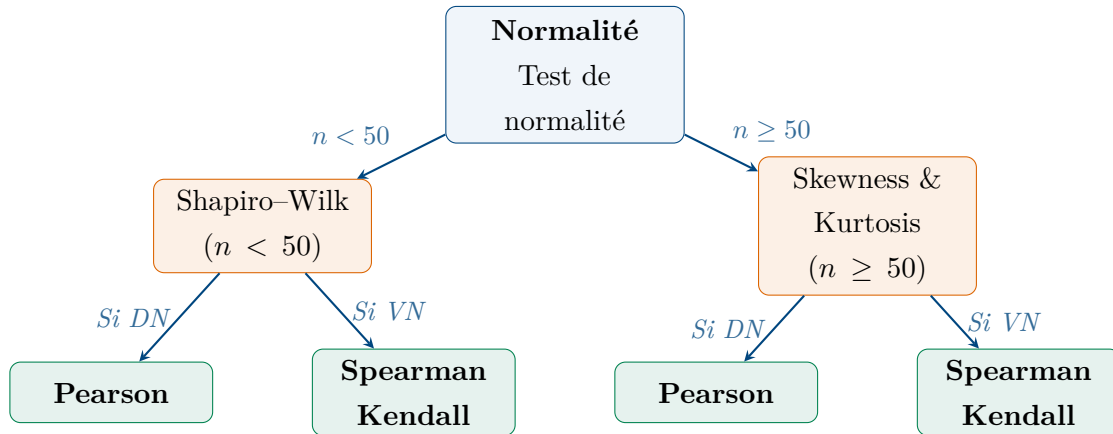 Normalité
Test de
normalité
n < 50
n ≥ 50
Shapiro–Wilk
(n < 50)
Skewness &
Kurtosis
(n ≥ 50)
Si DN
Si VN
Si DN
Si VN
Pearson
Spearman
Kendall
Pearson
Spearman
Kendall